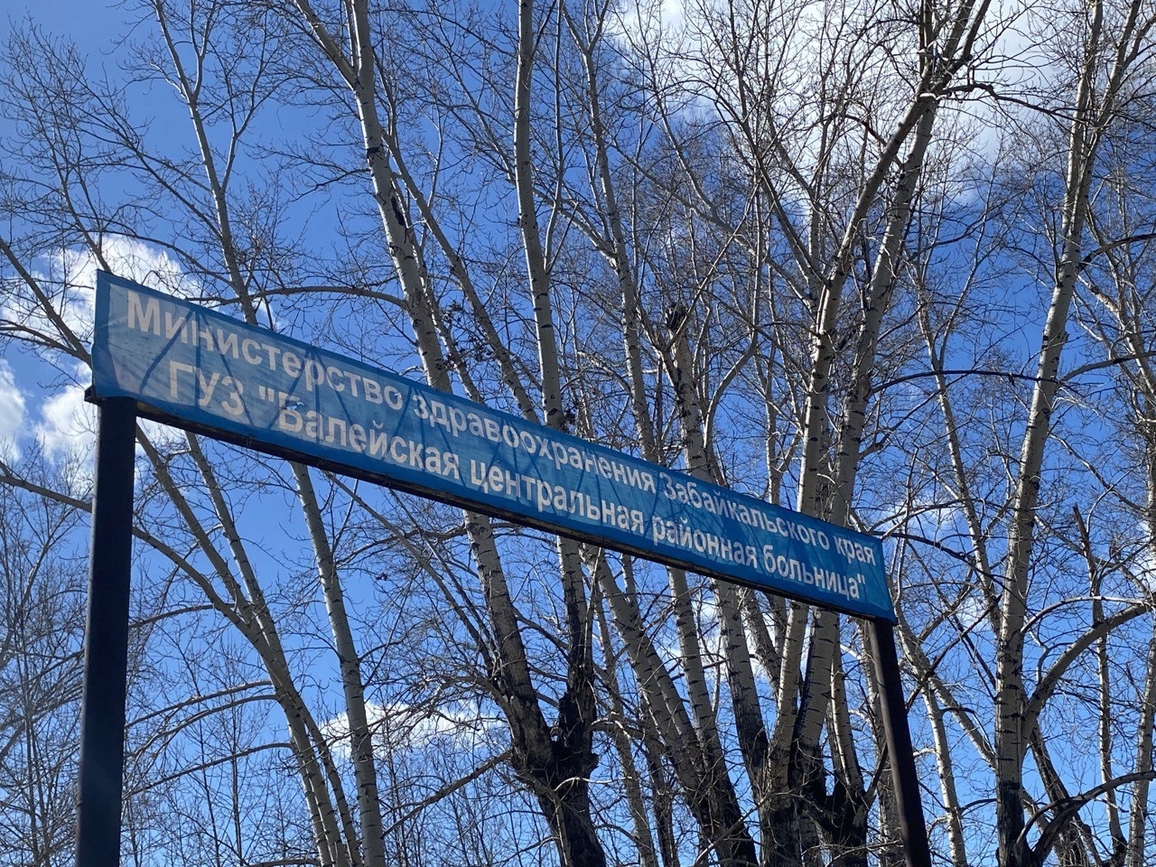 Министерство здравоохранения Забайкальского края
ГУЗ "Балейская центральная районная больница"